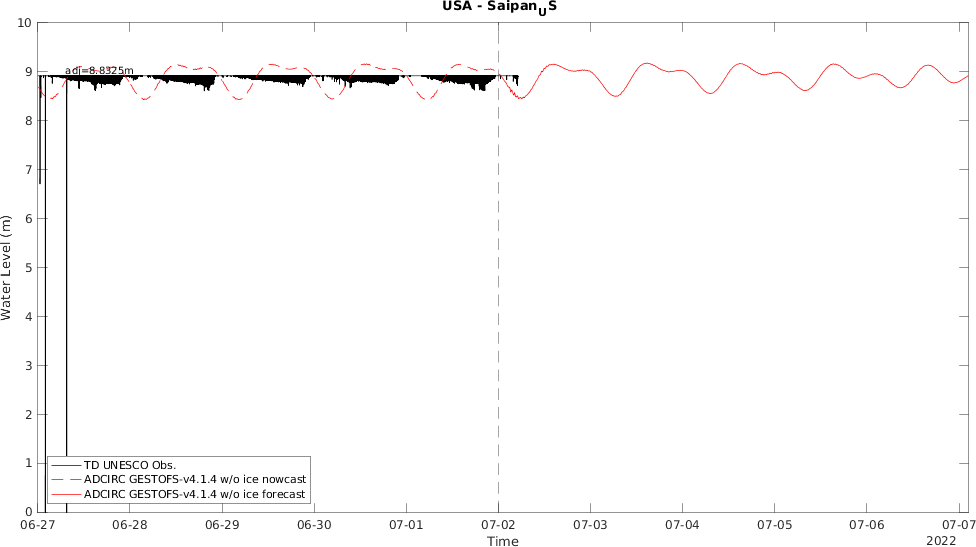 USA - Saipan_US
10
9
8
7
6
5
4
3
2
1
0
Water Level (m)
adj=8.8325m
TD UNESCO Obs.
ADCIRC GESTOFS-v4.1.4 w/o ice nowcast
ADCIRC GESTOFS-v4.1.4 w/o ice forecast
06-27 06-28 06-29 06-30 07-01 07-02 07-03 07-04 07-05 07-06 07-07
Time
2022